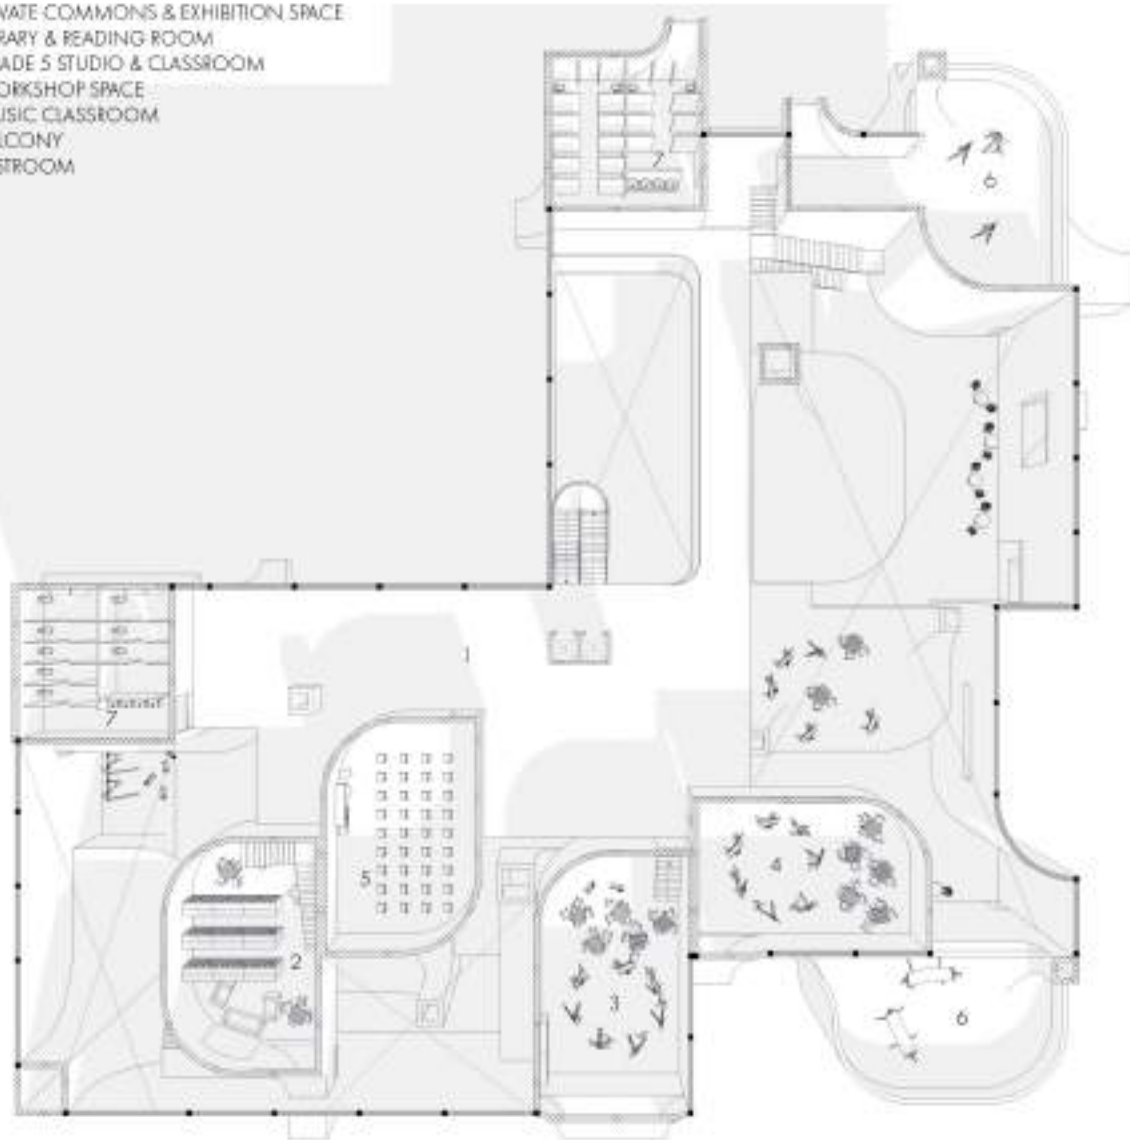 VATE COMMONS & EXHIBITION SPACE
RARY & READING ROOM
ADE 5 STUDIO & CLASSROOM
ORKSHOP SPACE
USIC CLASSROOM
LCONY
STROOM
7
6
1
7
5
4
2
3
6